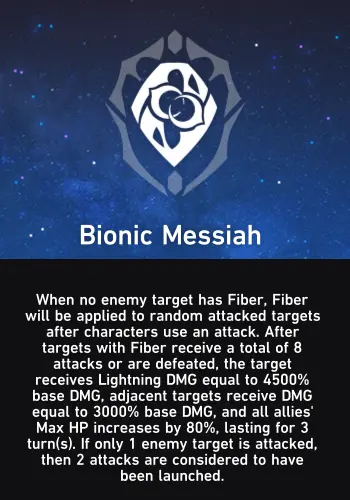 Bionic Messiah
When no enemy target has Fiber, Fiber
will be applied to random attacked targets
after characters use an attack. After
targets with Fiber receive a total of 8
attacks or are defeated, the target
receives Lightning DMG equal to 4500%
base DMG, adjacent targets receive DMG
equal to 3000% base DMG, and all allies'
Max HP increases by 80%, lasting for 3
turn(s). If only 1 enemy target is attacked,
then 2 attacks are considered to have
been launched.